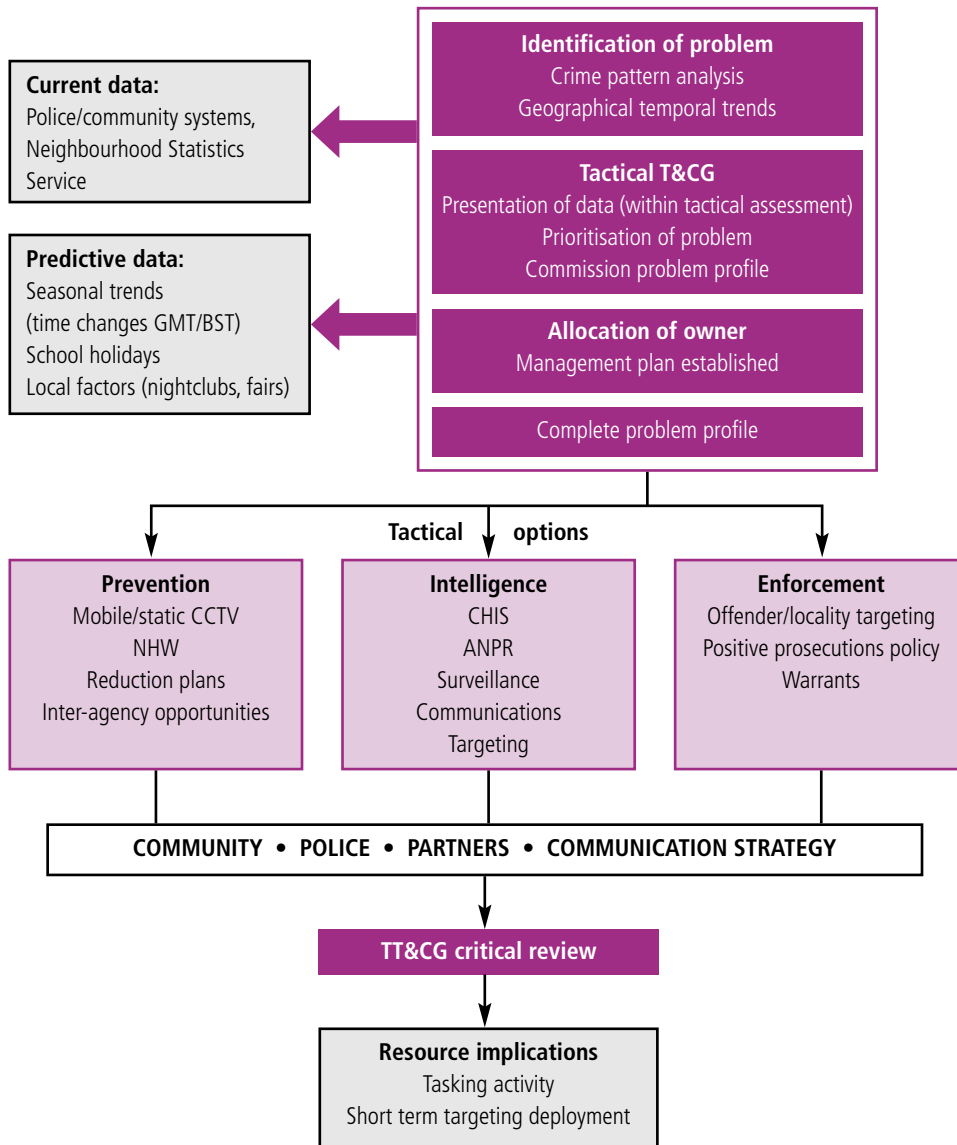 Current data:
Police/community systems,
Neighbourhood Statistics
Service
Predictive data:
Seasonal trends
(time changes GMT/BST)
School holidays
Local factors (nightclubs, fairs)
Identification of problem
Crime pattern analysis
Geographical temporal trends
Tactical T&CG
Presentation of data (within tactical assessment)
Prioritisation of problem
Commission problem profile
Allocation of owner
Management plan established
Complete problem profile
Tactical options
Prevention
Mobile/static CCTV
NHW
Reduction plans
Inter-agency opportunities
Intelligence
CHIS
ANPR
Surveillance
Communications
Targeting
Enforcement
Offender/locality targeting
Positive prosecutions policy
Warrants
COMMUNITY • POLICE • PARTNERS • COMMUNICATION STRATEGY
TT&CG critical review
Resource implications
Tasking activity
Short term targeting deployment